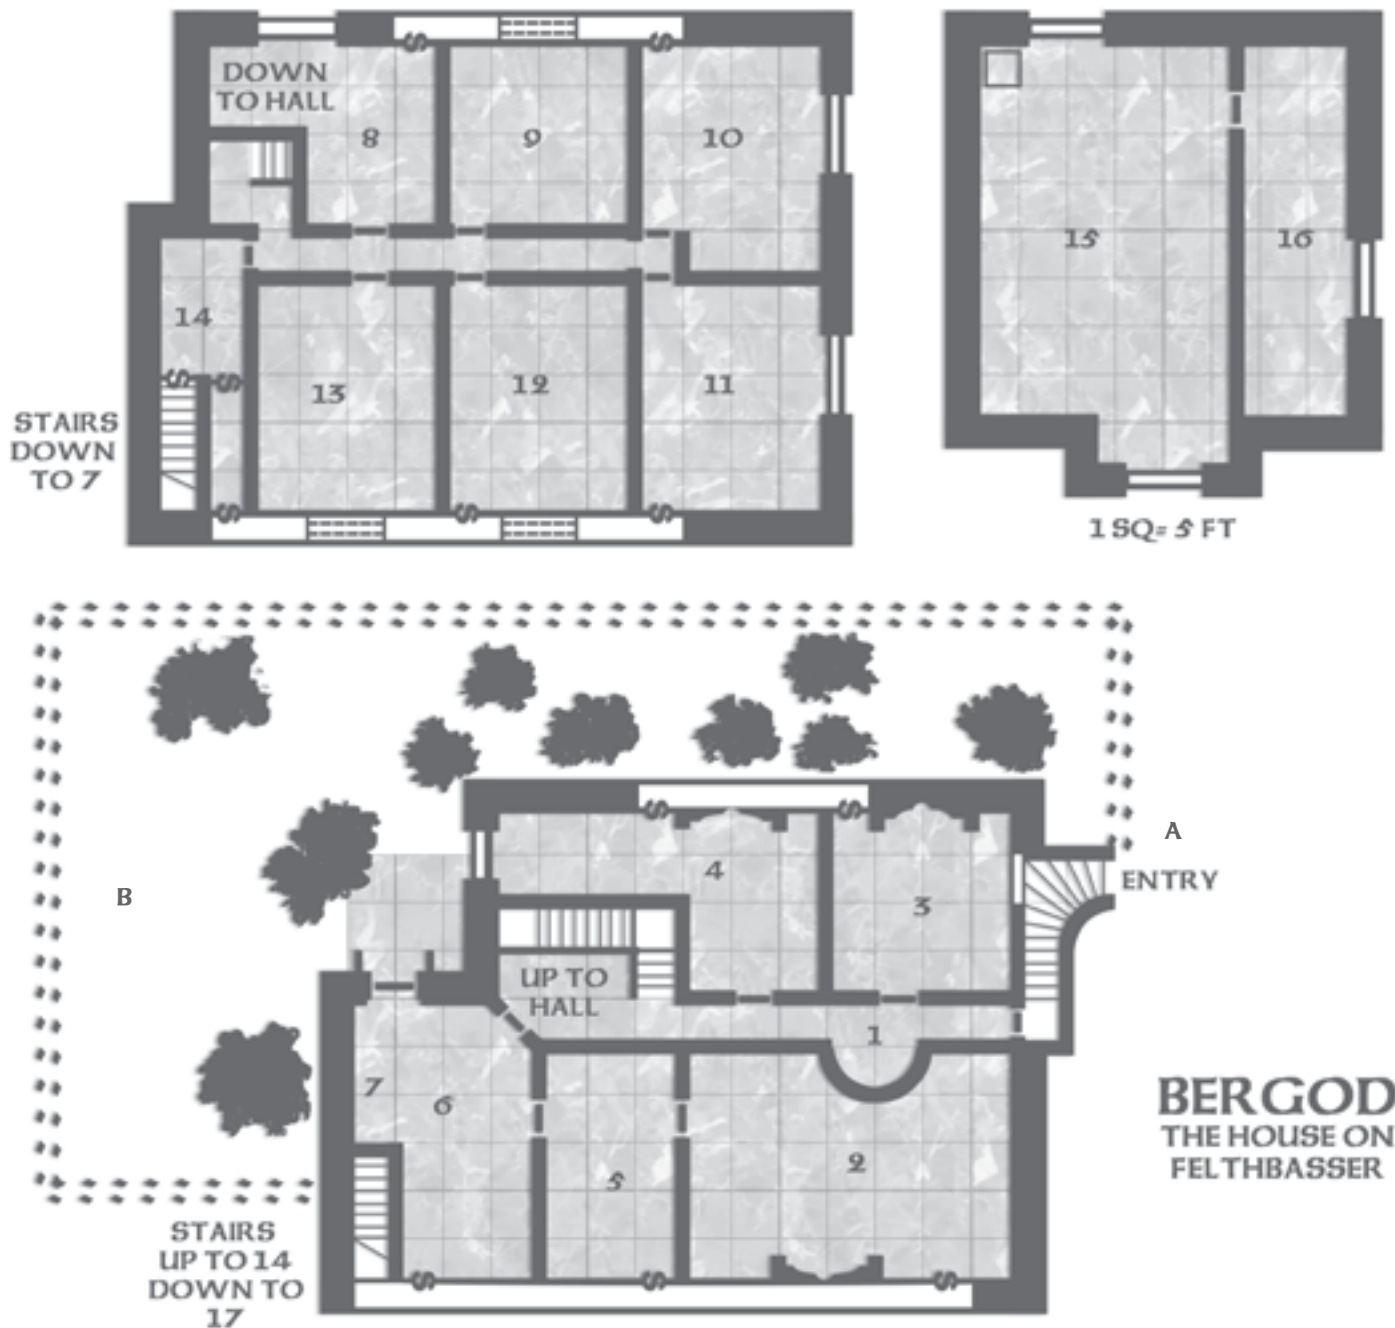 DOWN
TO HALL
8
9
10
15
16
14
13
12
11
STAIRS
DOWN
TO 7
1 SQ= 5 FT
A
B
4
ENTRY
3
UP TO
HALL
1
7
6
2
5
BERGOD
THE HOUSE ON
FELTHBASSER
STAIRS
UP TO 14
DOWN TO
17
S
S
S
S
S
S
S
S
S
S
S
S